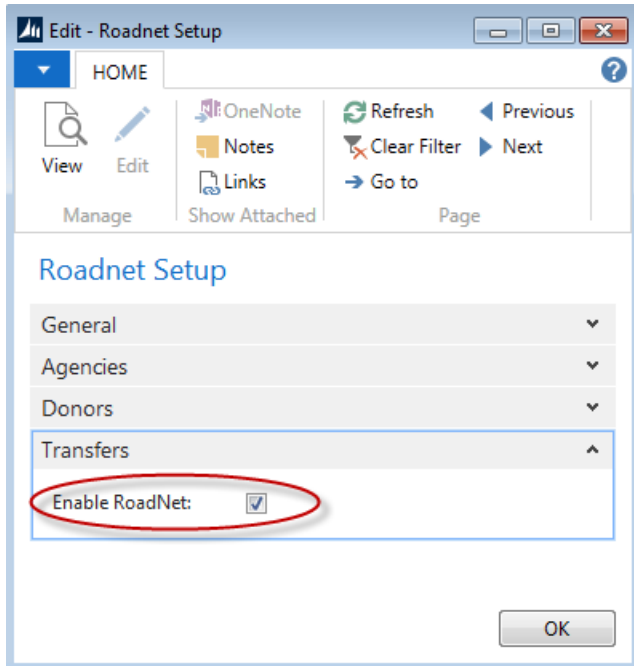 Edit - Roadnet Setup
HOME
View
Edit
Manage
OneNote
Notes
Links
Show Attached
Refresh
Clear Filter
Go to
Previous
Next
Page
Roadnet Setup
General
Agencies
Donors
Transfers
Enable RoadNet:
OK